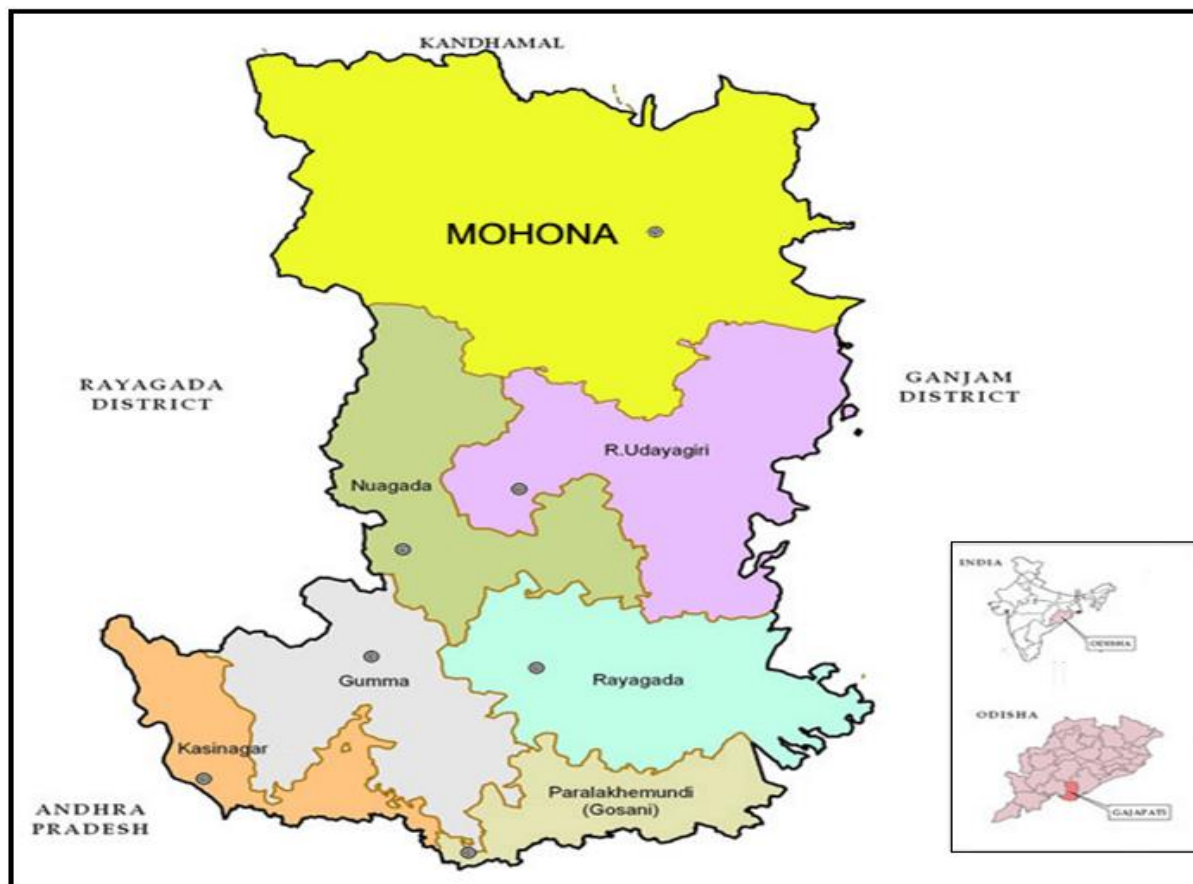 KANDHAMAL
MOHONA
RAYAGADA
DISTRICT
GANJAM
DISTRICT
R.Udayagiri
Nuagada
Gumma
Rayagada
Kasinagar
Paralakhemundi
(Gosani)
ANDHRA
PRADESH
INDIA
ODISHA
ODISHA
GAJAPATI